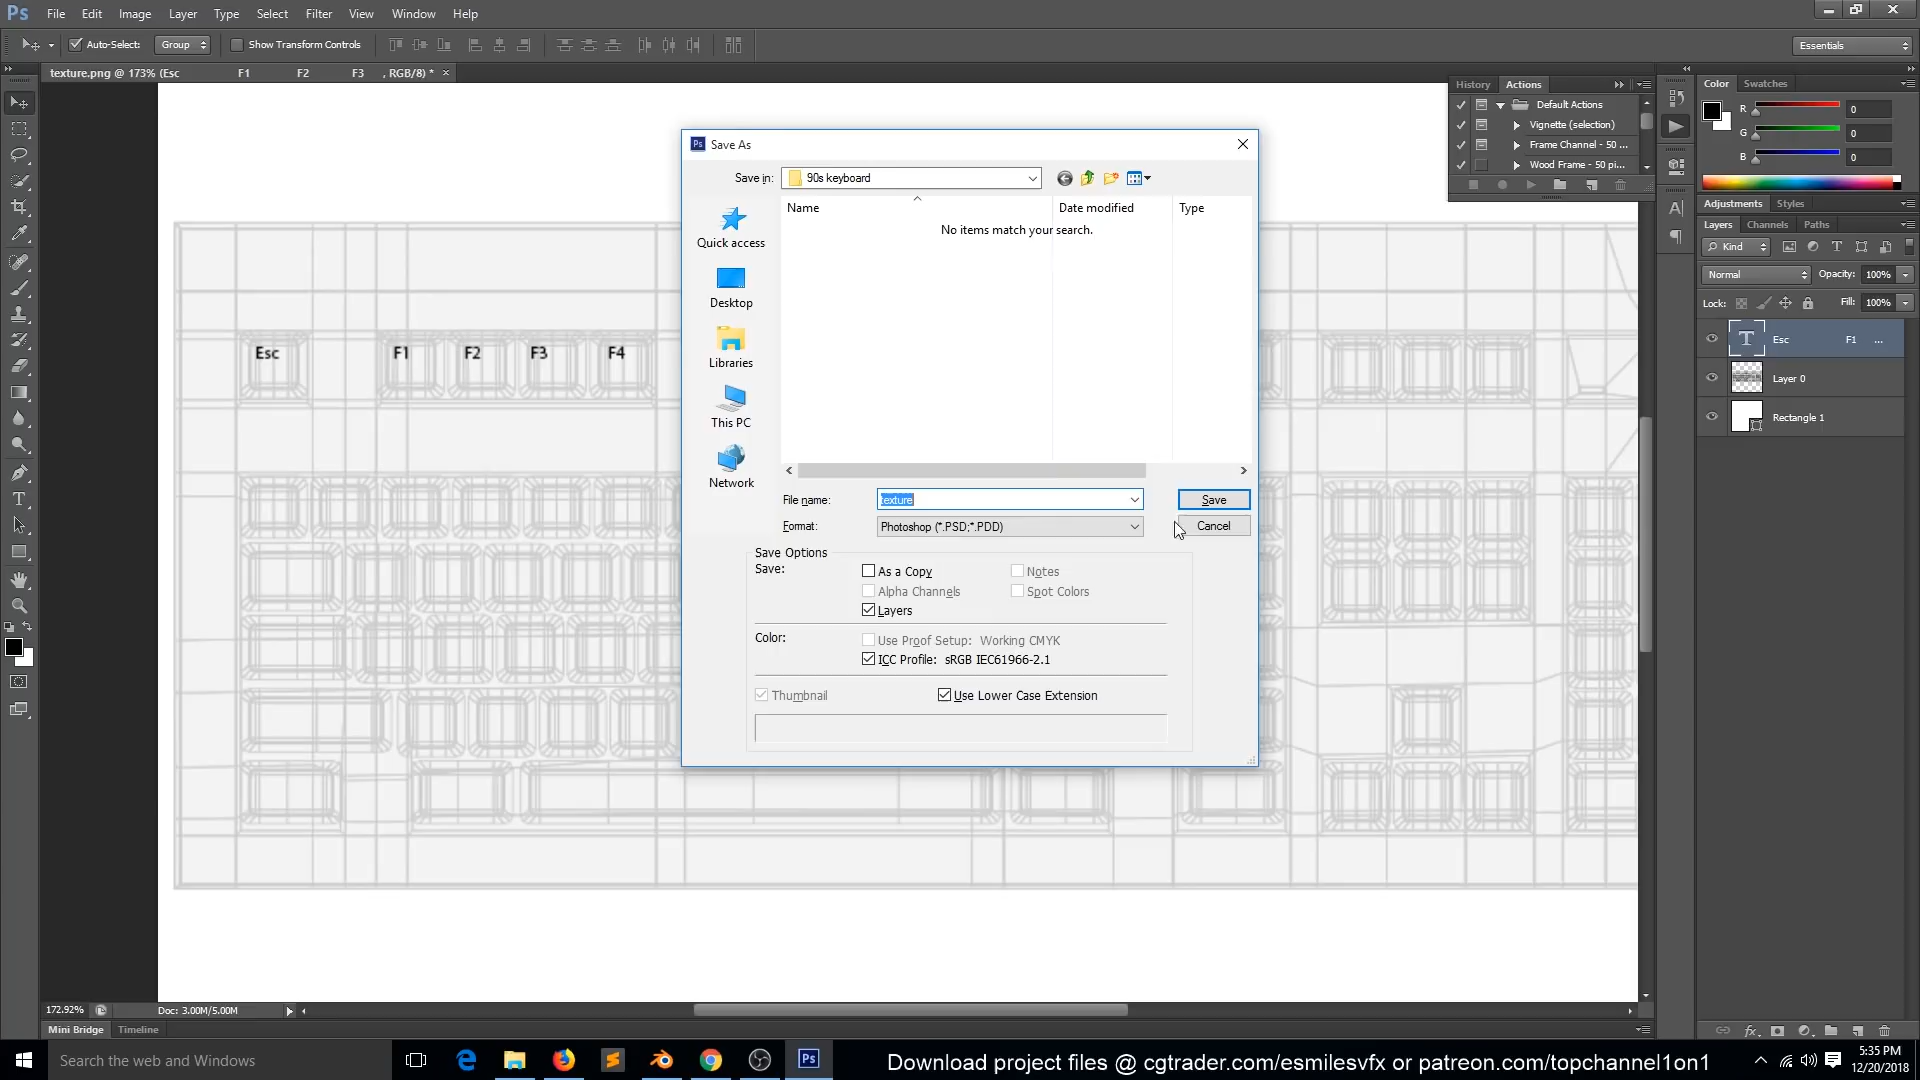 Ps File Edit Image Layer Type Select Filter View Window Help
Auto-Select: Group Show Transform Controls Essentials
texture.png @ 173% (Esc F1 F2 F3 , RGB/8) * ×
History Actions
Default Actions
Vignette (selection)
Frame Channel - 50 ...
Wood Frame - 50 pi...
Color Swatches
R 0
G 0
B 0
Adjustments Styles
Layers Channels Paths
Kind
Normal Opacity: 100%
Lock: Fill: 100%
T Esc F1 ...
Layer 0
Rectangle 1
Esc F1 F2 F3 F4
Ps Save As
Save in: 90s keyboard
Name Date modified Type
No items match your search.
Quick access
Desktop
Libraries
This PC
Network
File name: texture Save
Format: Photoshop (*.PSD;*.PDD) Cancel
Save Options
Save: As a Copy Notes
Alpha Channels Spot Colors
Layers
Color: Use Proof Setup: Working CMYK
ICC Profile: sRGB IEC61966-2.1
Thumbnail Use Lower Case Extension
172.92% Doc: 3.00M/5.00M
Mini Bridge Timeline
Search the web and Windows
Download project files @ cgtrader.com/esmilesvfx or patreon.com/topchannel1on1
5:35 PM
12/20/2018